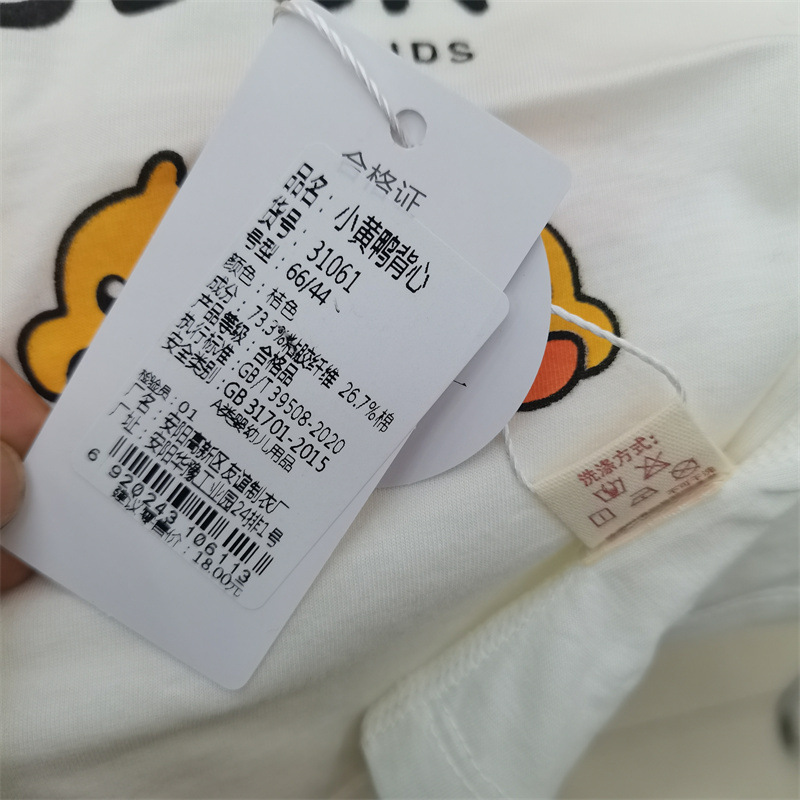 IDS
合格证
品名：小黄鸭背心
货号：31061
号型：66/44
颜色：桔色
成分：73.3%粘胶纤维 26.7%棉
产品等级：合格品
执行标准：GB/T 39508-2020
安全类别：GB 31701-2015
A类婴幼儿用品
检验员：01
厂名：安阳高新区友谊制衣厂
厂址：安阳华豫工业园24排1号
6 920243 106113
建议零售价：18.00元
洗涤方式：